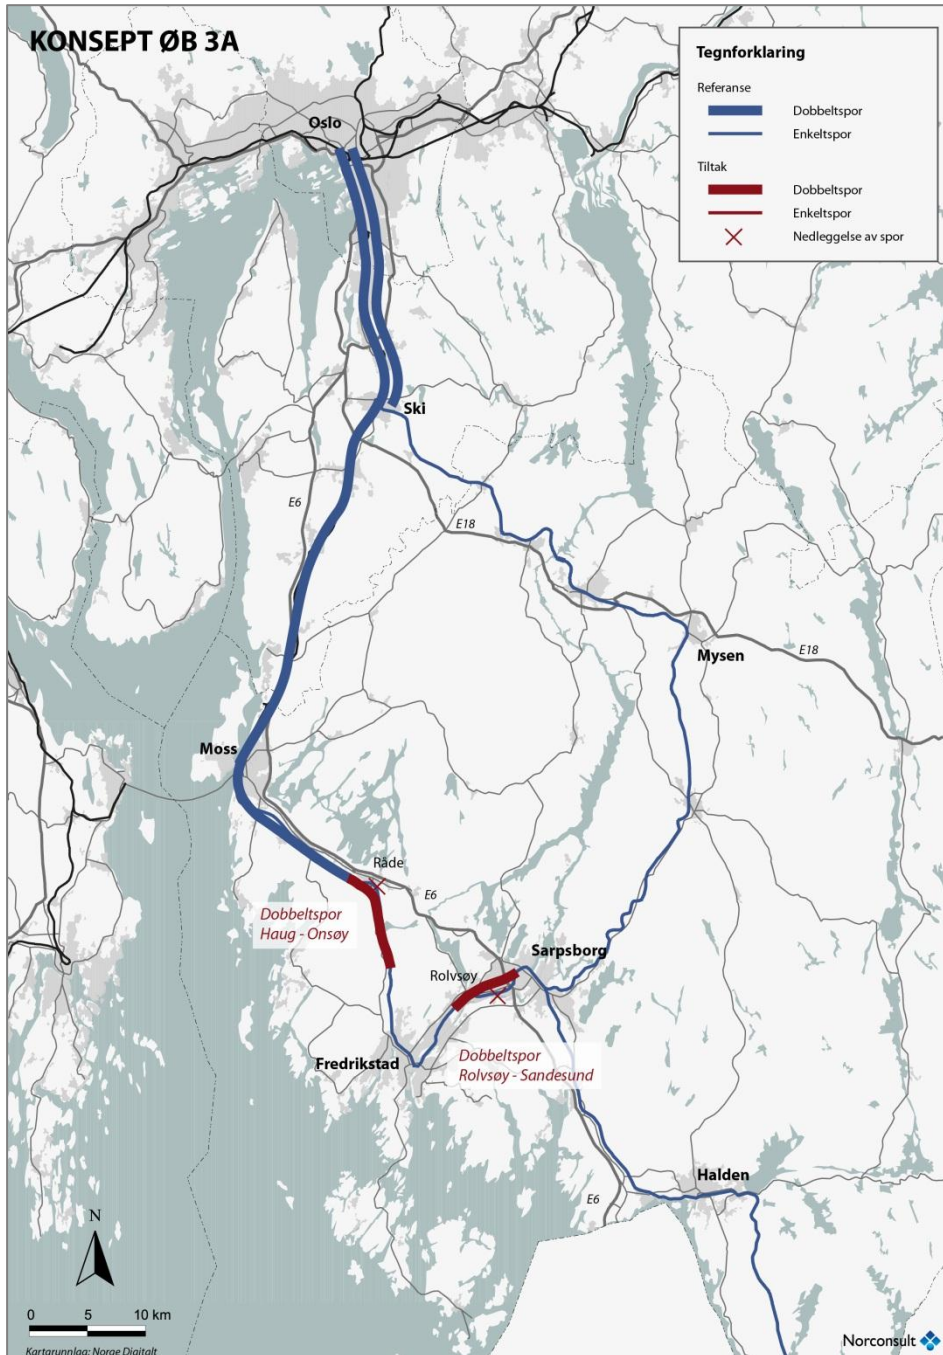 KONSEPT ØB 3A
Tegnforklaring
Referanse
Dobbeltspor
Enkeltspor
Tiltak
Dobbeltspor
Enkeltspor
Nedleggelse av spor
Oslo
Ski
E6
E18
Mysen
E18
Moss
Råde
E6
Dobbeltspor
Haug - Onsøy
Sarpsborg
Rolvsøy
Fredrikstad
Dobbeltspor
Rolvsøy - Sandesund
Halden
E6
N
0 5 10 km
Kartgrunnlag: Norge Digitalt
Norconsult